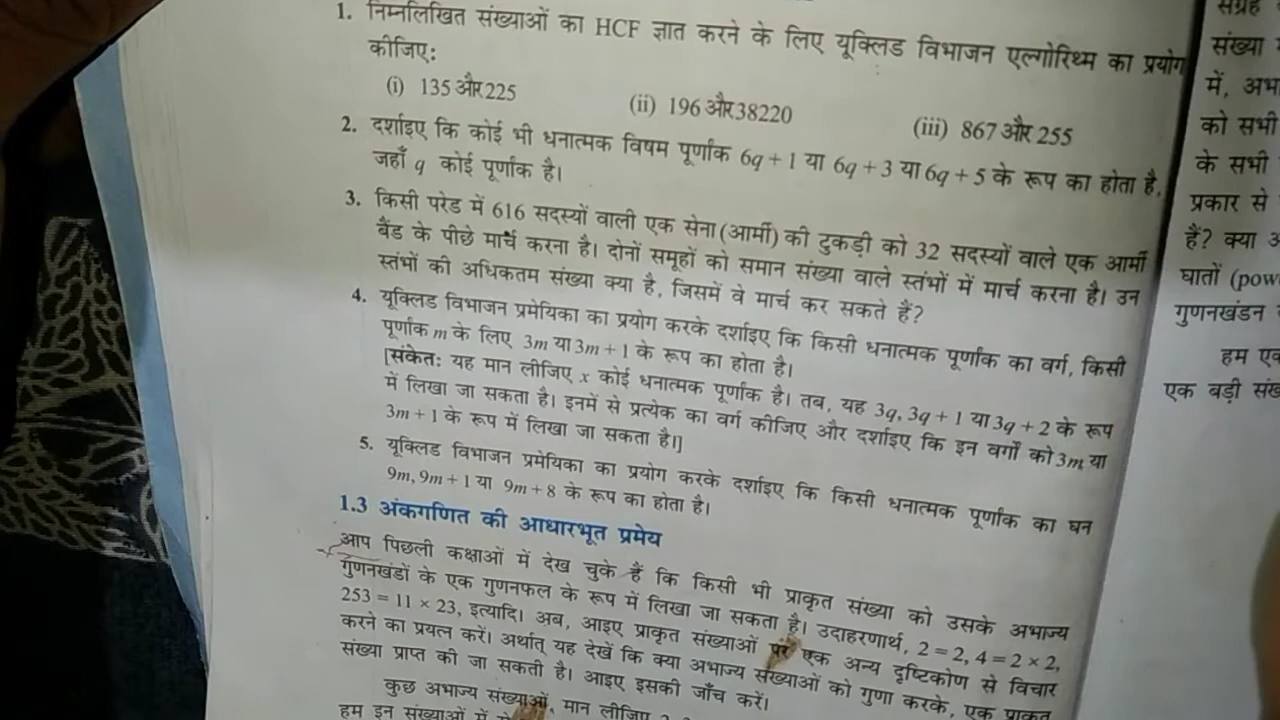 1. निम्नलिखित संख्याओं का HCF ज्ञात करने के लिए यूक्लिड विभाजन एल्गोरिथ्म का प्रयोग
कीजिए:
(i) 135 और 225 (ii) 196 और 38220 (iii) 867 और 255
2. दर्शाइए कि कोई भी धनात्मक विषम पूर्णांक 6q + 1 या 6q + 3 या 6q + 5 के रूप का होता है,
जहाँ q कोई पूर्णांक है।
3. किसी परेड में 616 सदस्यों वाली एक सेना (आर्मी) की टुकड़ी को 32 सदस्यों वाले एक आर्मी
बैंड के पीछे मार्च करना है। दोनों समूहों को समान संख्या वाले स्तंभों में मार्च करना है। उन
स्तंभों की अधिकतम संख्या क्या है, जिसमें वे मार्च कर सकते हैं?
4. यूक्लिड विभाजन प्रमेयिका का प्रयोग करके दर्शाइए कि किसी धनात्मक पूर्णांक का वर्ग, किसी
पूर्णांक m के लिए 3m या 3m + 1 के रूप का होता है।
[संकेत: यह मान लीजिए x कोई धनात्मक पूर्णांक है। तब, यह 3q, 3q + 1 या 3q + 2 के रूप
में लिखा जा सकता है। इनमें से प्रत्येक का वर्ग कीजिए और दर्शाइए कि इन वर्गों को 3m या
3m + 1 के रूप में लिखा जा सकता है।]
5. यूक्लिड विभाजन प्रमेयिका का प्रयोग करके दर्शाइए कि किसी धनात्मक पूर्णांक का घन
9m, 9m + 1 या 9m + 8 के रूप का होता है।
1.3 अंकगणित की आधारभूत प्रमेय
आप पिछली कक्षाओं में देख चुके हैं कि किसी भी प्राकृत संख्या को उसके अभाज्य
गुणनखंडों के एक गुणनफल के रूप में लिखा जा सकता है। उदाहरणार्थ, 2 = 2, 4 = 2 × 2,
253 = 11 × 23, इत्यादि। अब, आइए प्राकृत संख्याओं पर एक अन्य दृष्टिकोण से विचार
करने का प्रयत्न करें। अर्थात् यह देखें कि क्या अभाज्य संख्याओं को गुणा करके, एक प्राकृत
संख्या प्राप्त की जा सकती है। आइए इसकी जाँच करें।
कुछ अभाज्य संख्याओं, मान लीजिए
हम इन संख्याओं में से
संग्रह
संख्या
में,
को सभी
के सभी
प्रकार से
हैं? क्या
घातों (pow
गुणनखंडन
हम एक
एक बड़ी